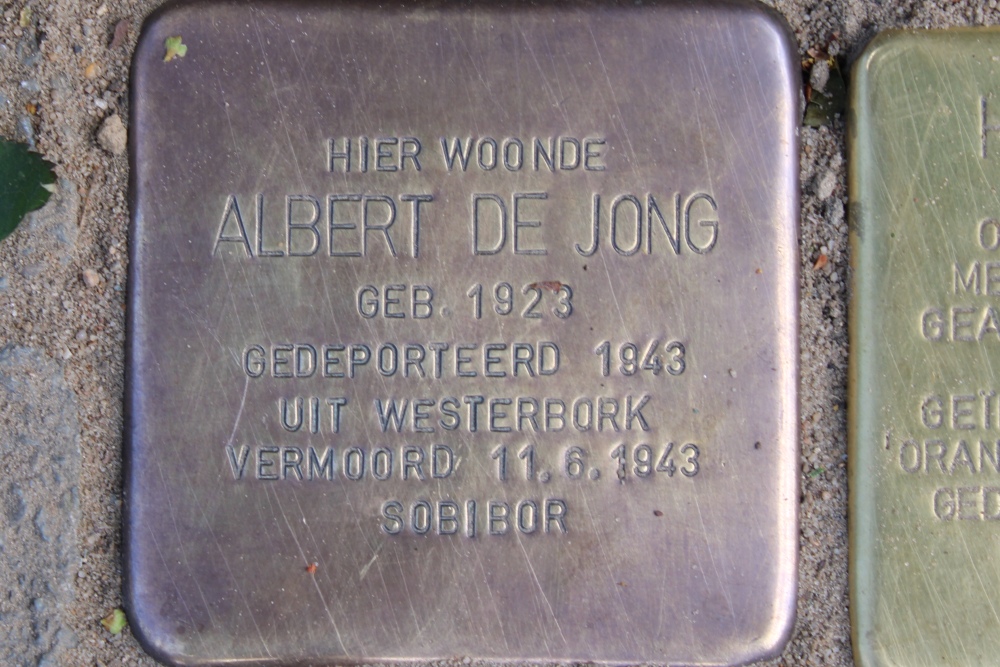 HIER WOONDE
ALBERT DE JONG
GEB. 1923
GEDEPORTEERD 1943
UIT WESTERBORK
VERMOORD 11.6.1943
SOBIBOR